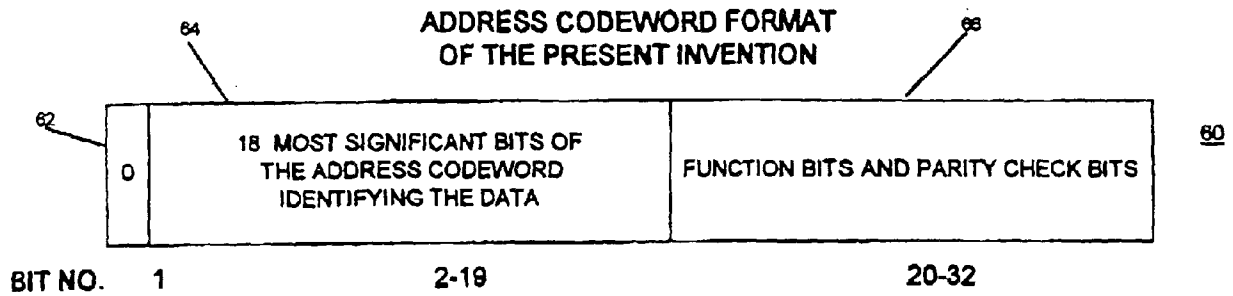 64 ADDRESS CODEWORD FORMAT 66
OF THE PRESENT INVENTION
62
0
18 MOST SIGNIFICANT BITS OF
THE ADDRESS CODEWORD
IDENTIFYING THE DATA
FUNCTION BITS AND PARITY CHECK BITS
60
BIT NO. 1 2-19 20-32